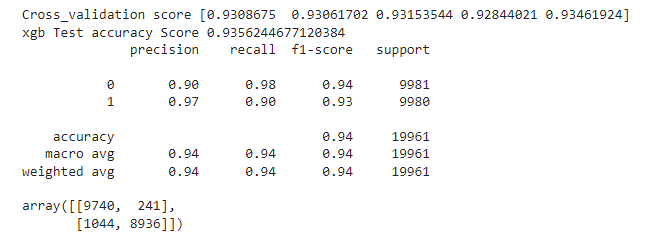 Cross_validation score [0.9308675  0.93061702 0.93153544 0.92844021 0.93461924]
xgb Test accuracy Score 0.9356244677120384
              precision    recall  f1-score   support

           0       0.90      0.98      0.94      9981
           1       0.97      0.90      0.93      9980

    accuracy                           0.94     19961
   macro avg       0.94      0.94      0.94     19961
weighted avg       0.94      0.94      0.94     19961

array([[9740,  241],
       [1044, 8936]])